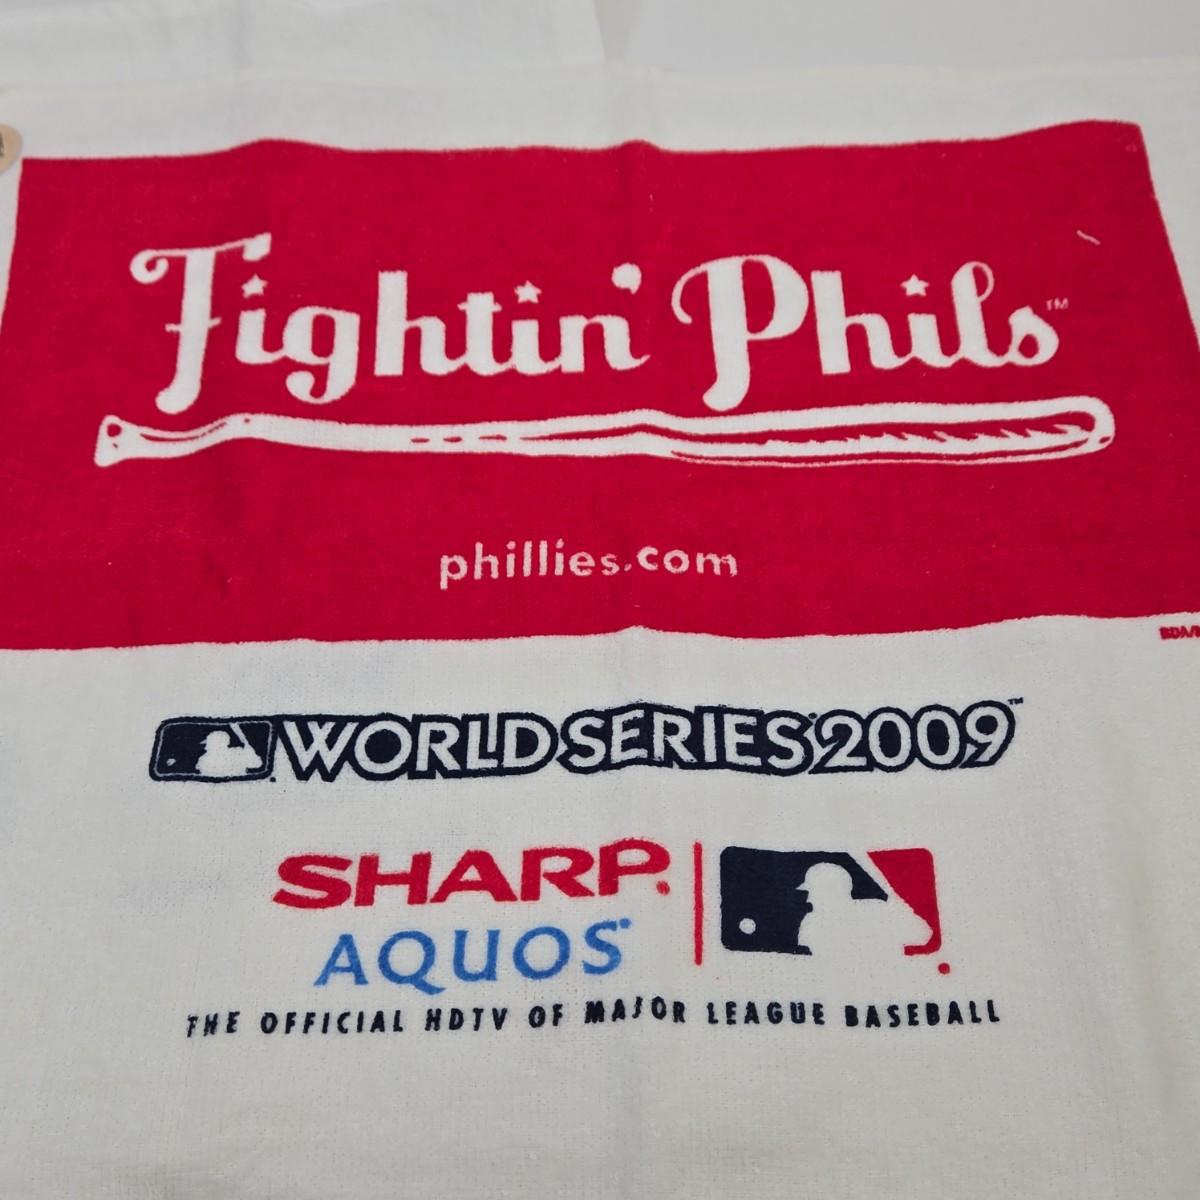 Fightin' Phils™
phillies.com
WORLD SERIES 2009™
SHARP
AQUOS
THE OFFICIAL HDTV OF MAJOR LEAGUE BASEBALL